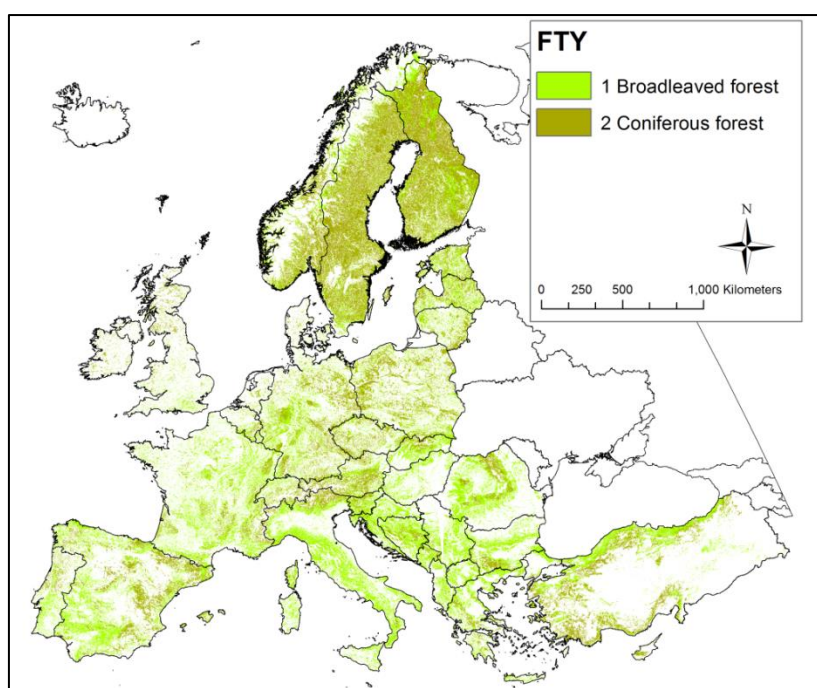 FTY
1 Broadleaved forest
2 Coniferous forest
N
0 250 500 1,000 Kilometers